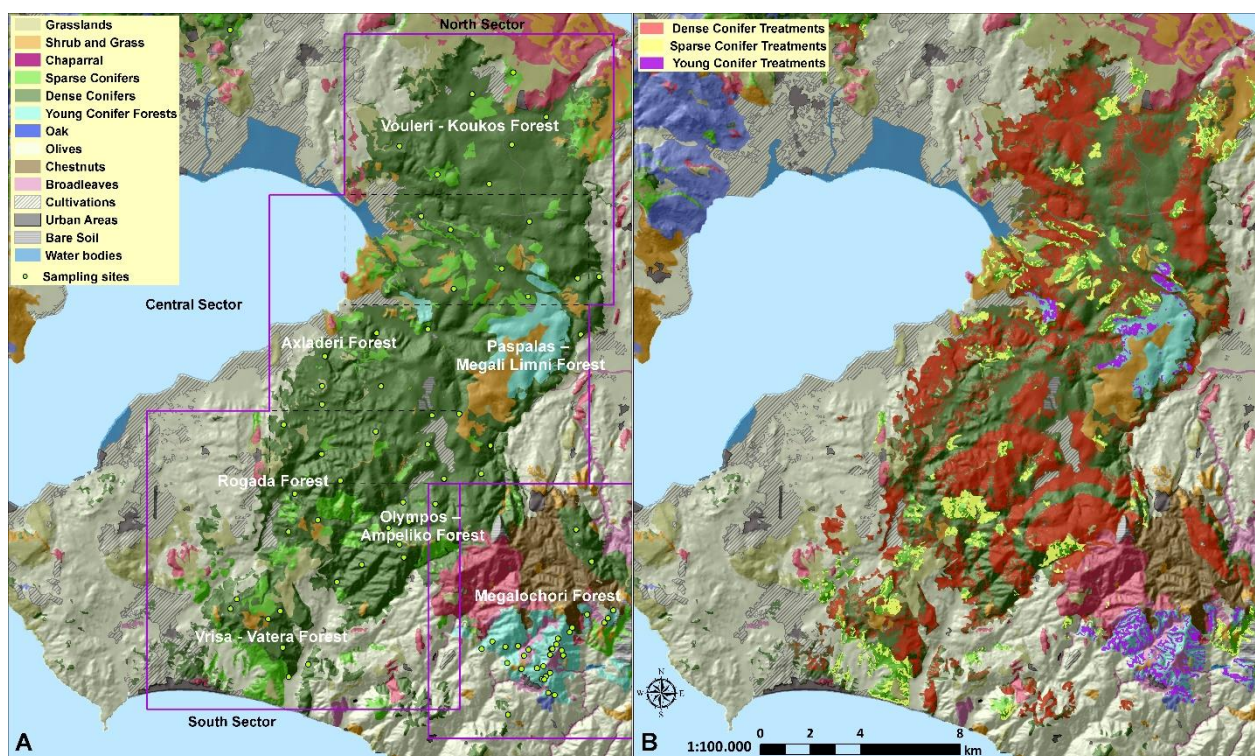 Grasslands
Shrub and Grass
Chaparral
Sparse Conifers
Dense Conifers
Young Conifer Forests
Oak
Olives
Chestnuts
Broadleaves
Cultivations
Urban Areas
Bare Soil
Water bodies
Sampling sites
North Sector
Vouleri - Koukos Forest
Central Sector
Axladeri Forest
Paspalas –
Megali Limni Forest
Rogada Forest
Olympos –
Ampeliko Forest
Megalochori Forest
Vrisa - Vatera Forest
South Sector
A
Dense Conifer Treatments
Sparse Conifer Treatments
Young Conifer Treatments
N
W E
S
0 2 4 8
1:100.000 km
B